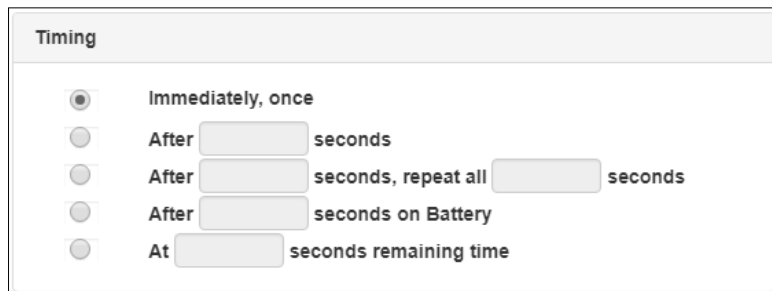 Timing
Immediately, once
After seconds
After seconds, repeat all seconds
After seconds on Battery
At seconds remaining time